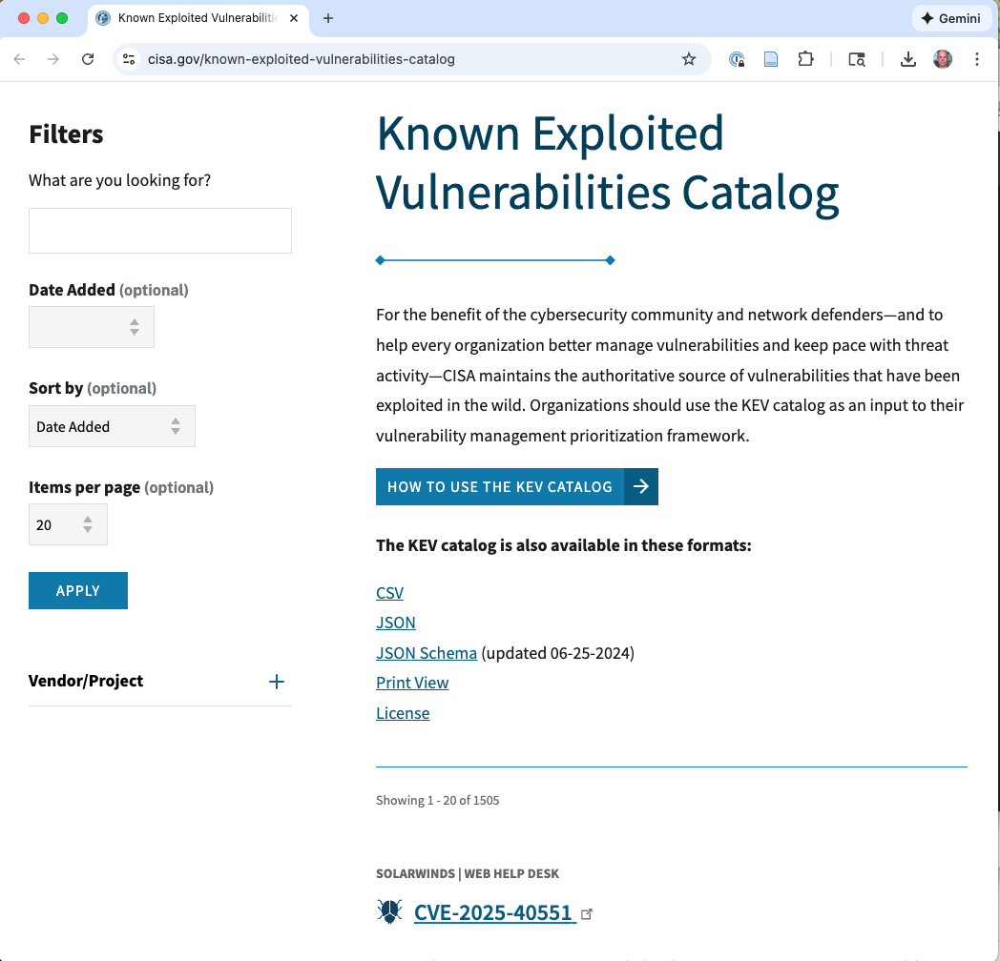 Known Exploited Vulnerabiliti
Gemini
cisa.gov/known-exploited-vulnerabilities-catalog
Filters
What are you looking for?
Date Added (optional)
Sort by (optional)
Date Added
Items per page (optional)
20
APPLY
Vendor/Project
Known Exploited
Vulnerabilities Catalog
For the benefit of the cybersecurity community and network defenders—and to
help every organization better manage vulnerabilities and keep pace with threat
activity—CISA maintains the authoritative source of vulnerabilities that have been
exploited in the wild. Organizations should use the KEV catalog as an input to their
vulnerability management prioritization framework.
HOW TO USE THE KEV CATALOG
The KEV catalog is also available in these formats:
CSV
JSON
JSON Schema (updated 06-25-2024)
Print View
License
Showing 1 - 20 of 1505
SOLARWINDS | WEB HELP DESK
CVE-2025-40551